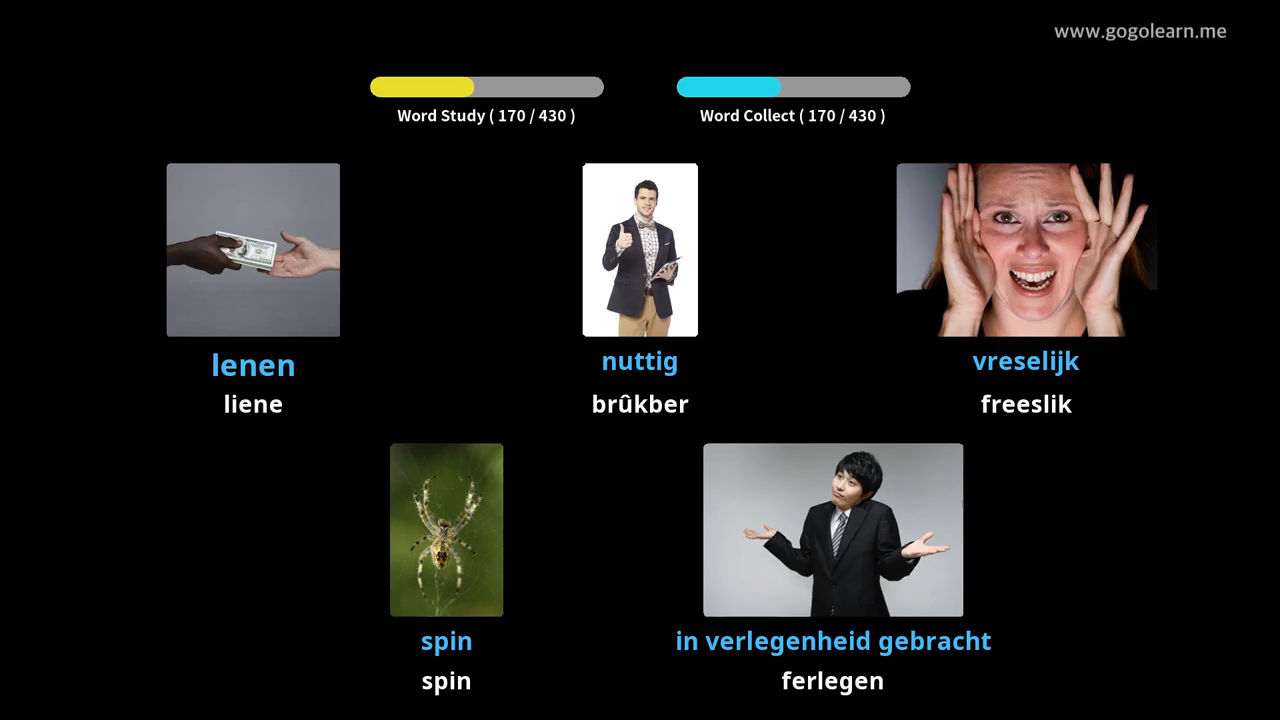 www.gogolearn.me
Word Study ( 170 / 430 )
Word Collect ( 170 / 430 )
lenen
liene
nuttig
brûkber
vreselijk
freeslik
spin
spin
in verlegenheid gebracht
ferlegen